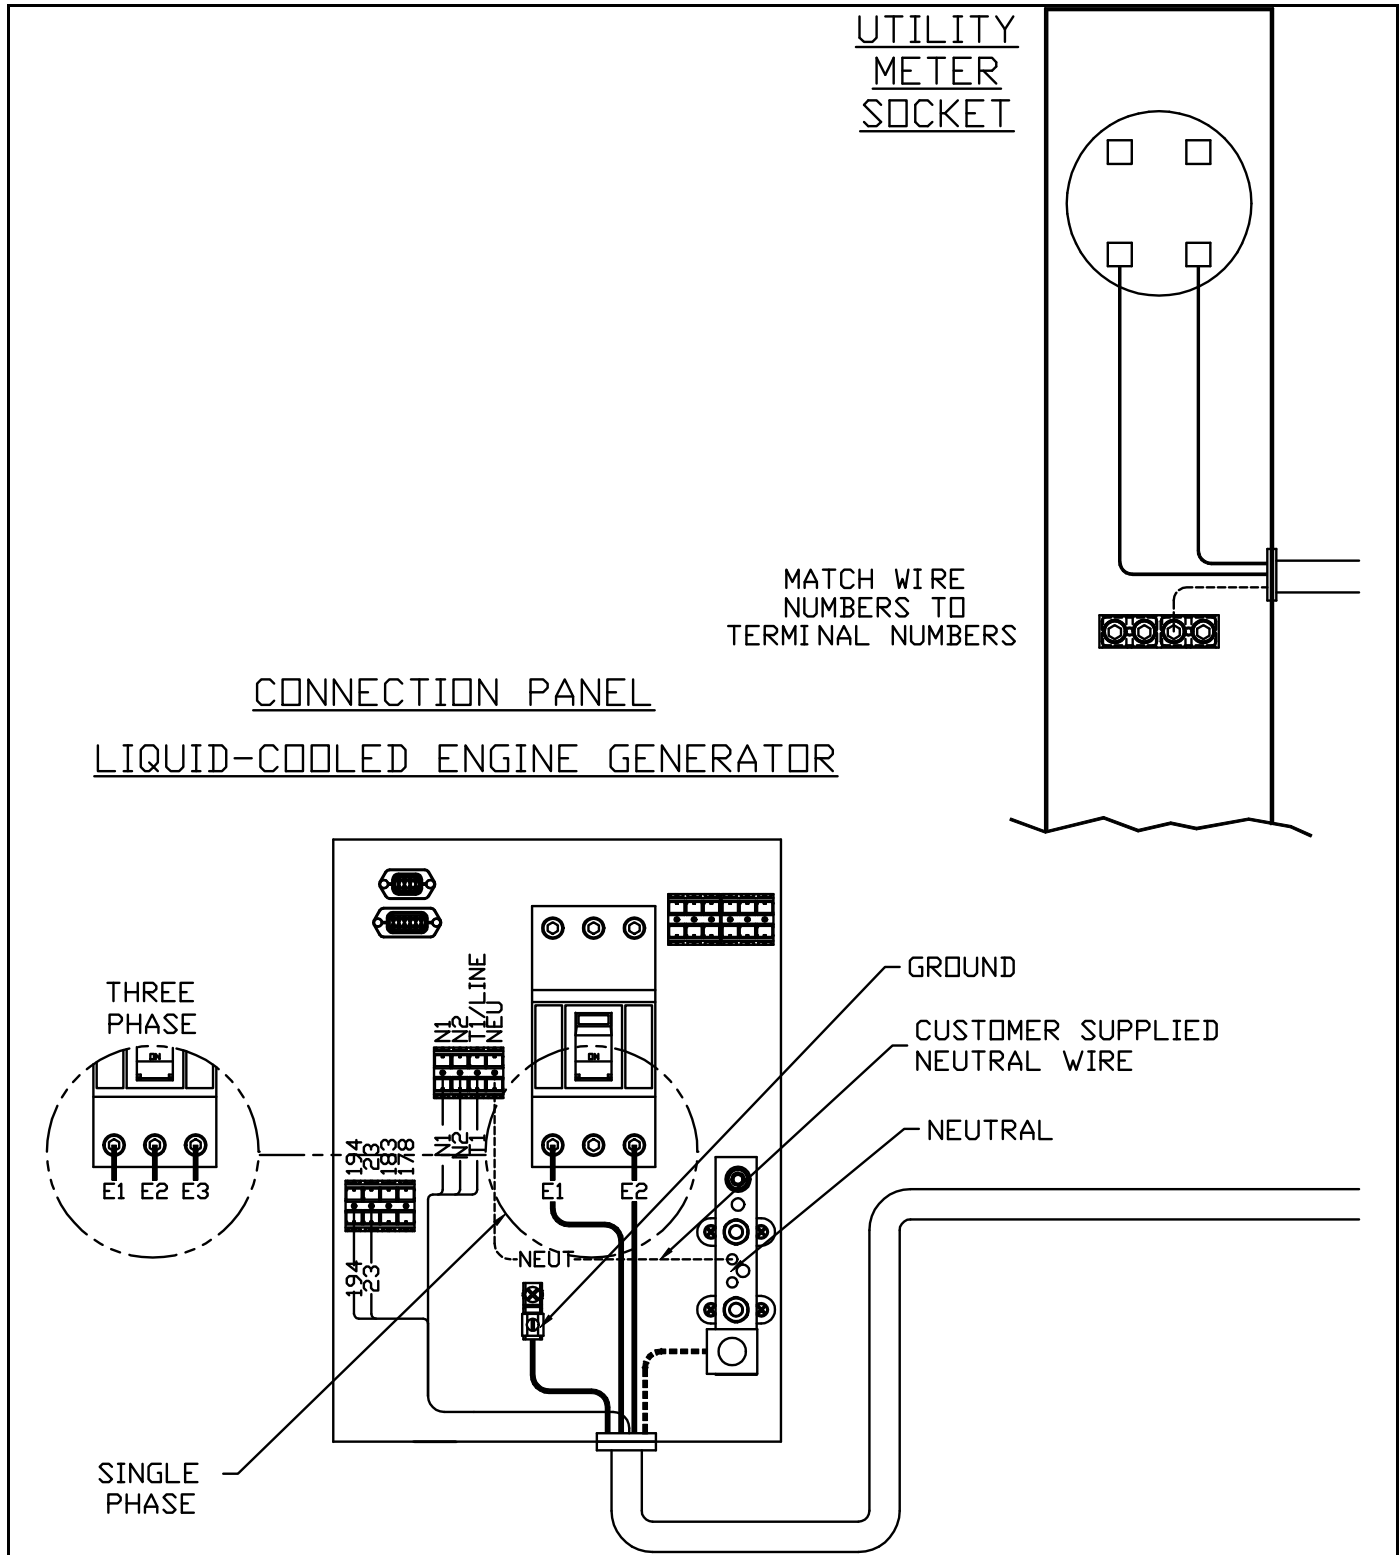 UTILITY
METER
SOCKET
MATCH WIRE
NUMBERS TO
TERMINAL NUMBERS
CONNECTION PANEL
LIQUID-COOLED ENGINE GENERATOR
THREE
PHASE
ON
E1 E2 E3
N1
N2
T1/LINE
NEU
ON
N1
N2
T1
194
23
183
178
194
23
E1 E2
NEUT
GROUND
CUSTOMER SUPPLIED
NEUTRAL WIRE
NEUTRAL
SINGLE
PHASE